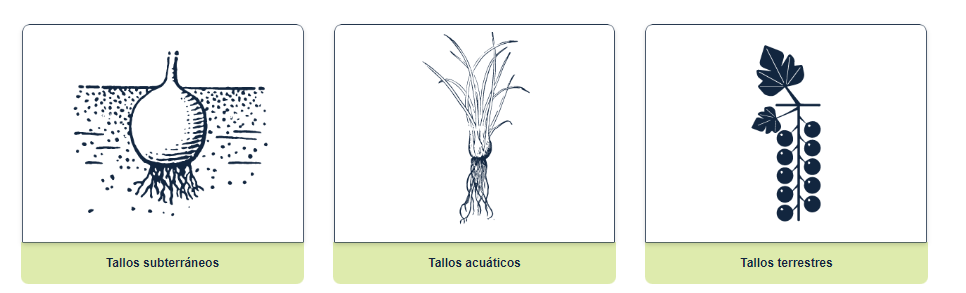 Tallos subterráneos
Tallos acuáticos
Tallos terrestres